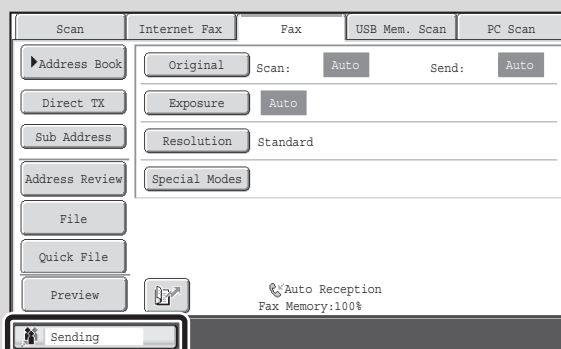 Scan Internet Fax Fax USB Mem. Scan PC Scan
Address Book Original Scan: Auto Send: Auto
Direct TX Exposure Auto
Sub Address Resolution Standard
Address Review Special Modes
File
Quick File
Preview Auto Reception
Fax Memory:100%
Sending